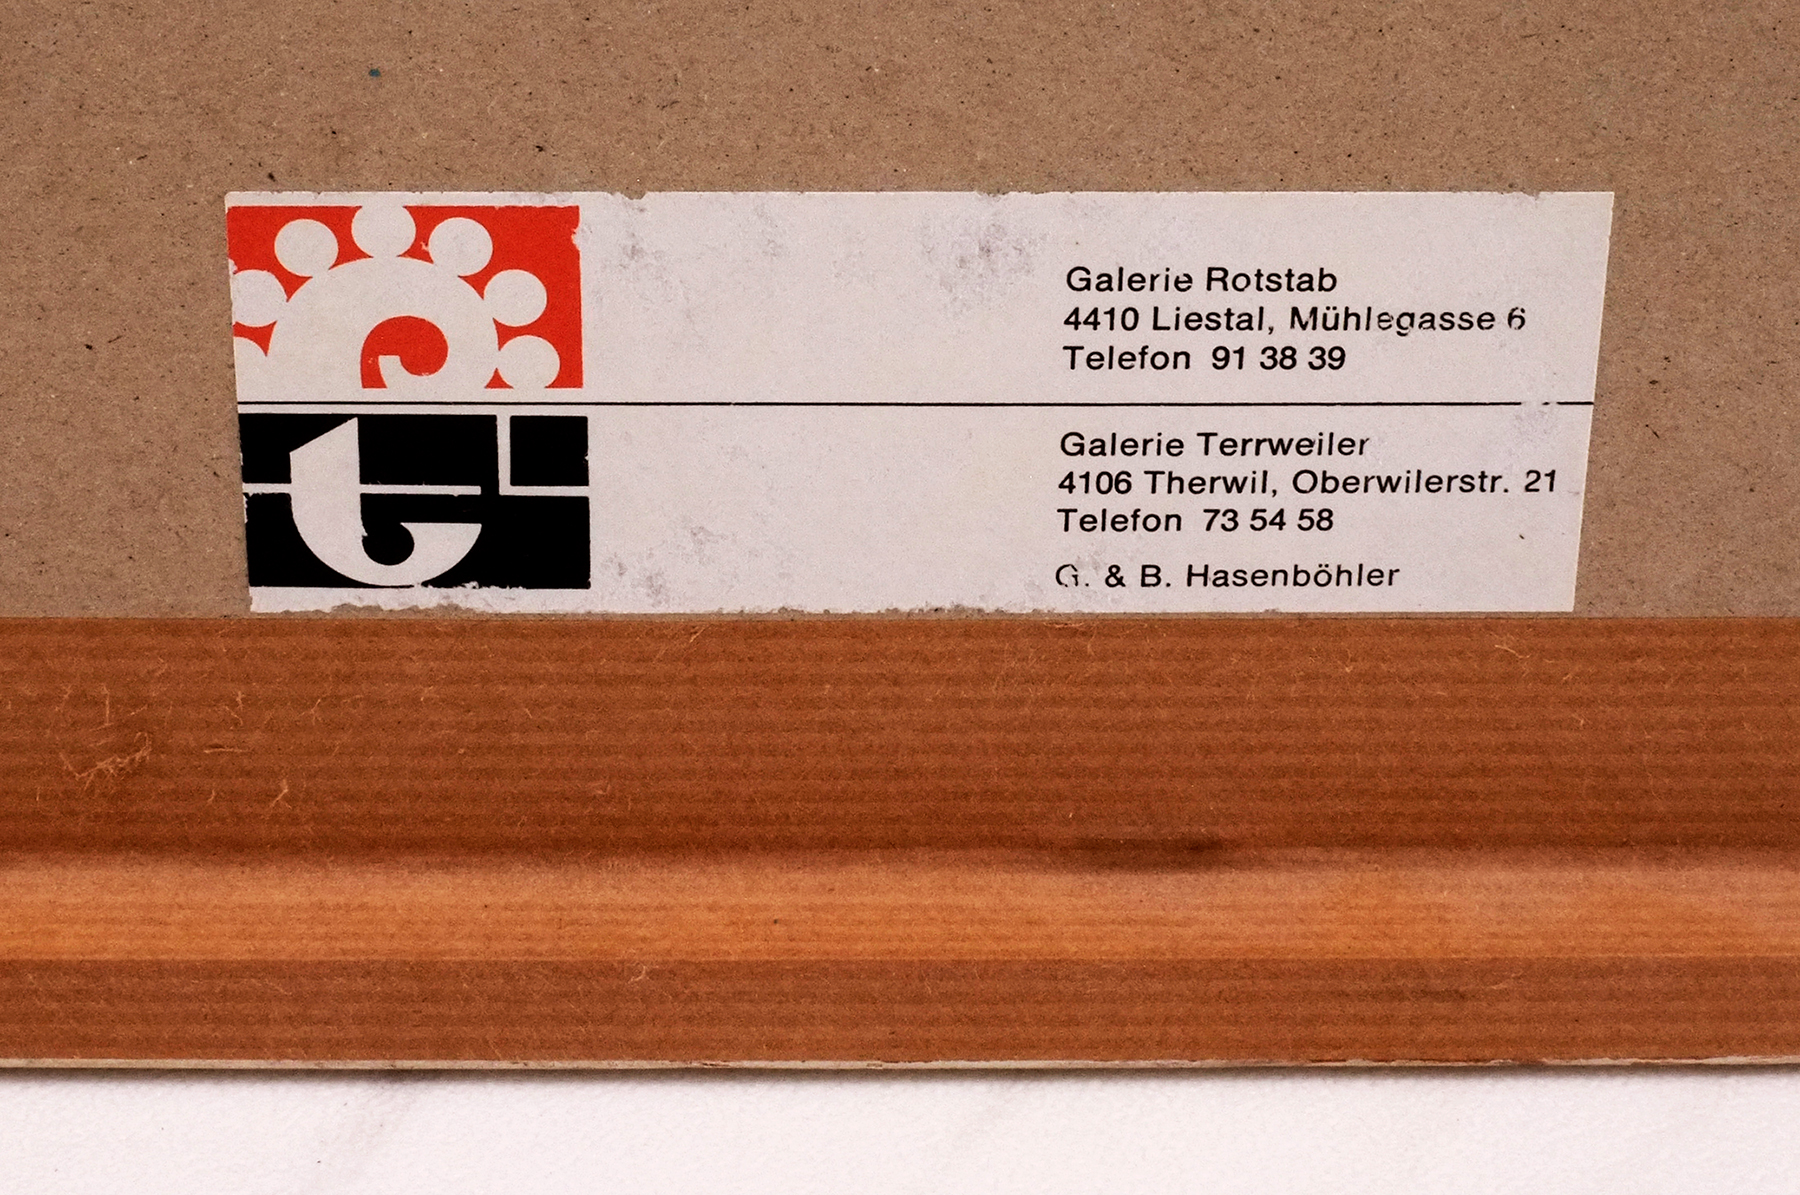 Galerie Rotstab
4410 Liestal, Mühlegasse 6
Telefon 91 38 39
Galerie Terrweiler
4106 Therwil, Oberwilerstr. 21
Telefon 73 54 58
G. & B. Hasenböhler